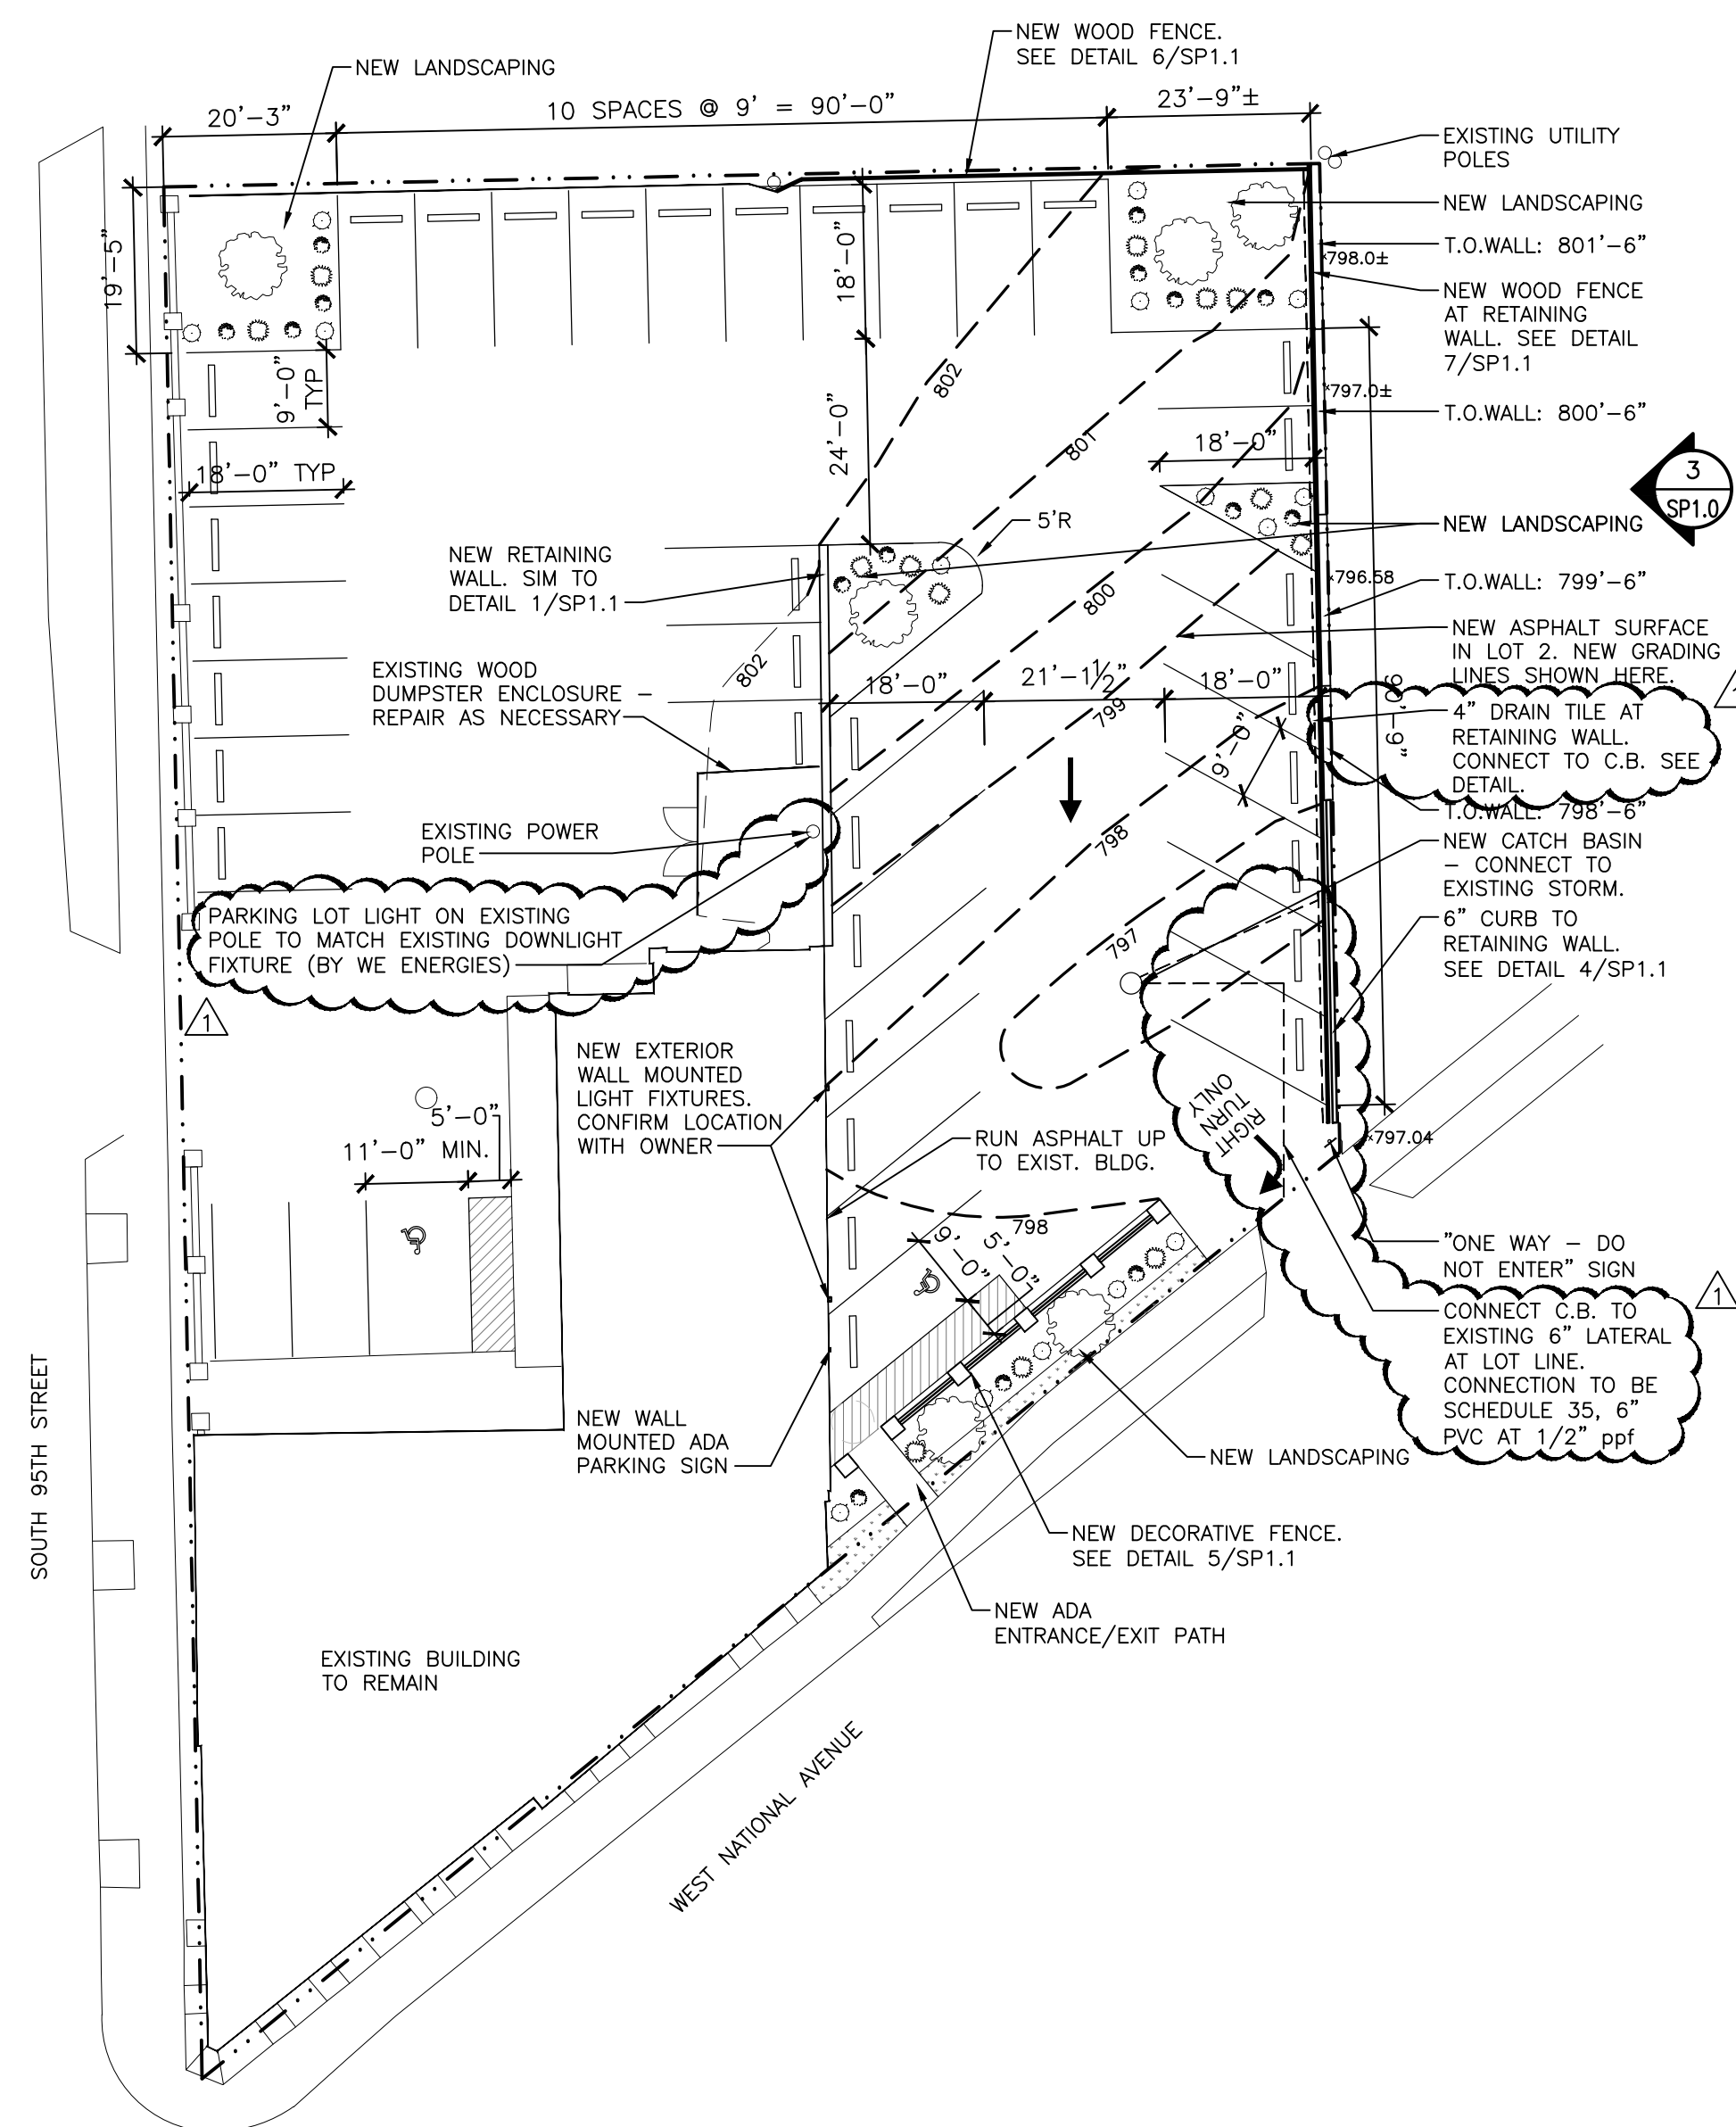 NEW WOOD FENCE.
SEE DETAIL 6/SP1.1
NEW LANDSCAPING
20'-3"
10 SPACES @ 9' = 90'-0"
23'-9"±
EXISTING UTILITY
POLES
NEW LANDSCAPING
T.O.WALL: 801'-6"
798.0±
NEW WOOD FENCE
AT RETAINING
WALL. SEE DETAIL
7/SP1.1
19'-5"
18'-0"
9'-0"
TYP
802
24'-0"
801
797.0±
T.O.WALL: 800'-6"
18'-0" TYP
18'-0"
3
SP1.0
5'R
NEW LANDSCAPING
NEW RETAINING
WALL. SIM TO
DETAIL 1/SP1.1
800
796.58
T.O.WALL: 799'-6"
NEW ASPHALT SURFACE
IN LOT 2. NEW GRADING
LINES SHOWN HERE.
EXISTING WOOD
DUMPSTER ENCLOSURE –
REPAIR AS NECESSARY
802
18'-0"
21'-1½"
18'-0"
799
9'-0"
90'-9"
4" DRAIN TILE AT
RETAINING WALL.
CONNECT TO C.B. SEE
DETAIL.
T.O.WALL: 798'-6"
EXISTING POWER
POLE
798
NEW CATCH BASIN
– CONNECT TO
EXISTING STORM.
PARKING LOT LIGHT ON EXISTING
POLE TO MATCH EXISTING DOWNLIGHT
FIXTURE (BY WE ENERGIES)
1
797
6" CURB TO
RETAINING WALL.
SEE DETAIL 4/SP1.1
NEW EXTERIOR
WALL MOUNTED
LIGHT FIXTURES.
CONFIRM LOCATION
WITH OWNER
5'-0"
11'-0" MIN.
RIGHT
TURN
ONLY
RUN ASPHALT UP
TO EXIST. BLDG.
797.04
798
9'-0"
5'-0"
"ONE WAY – DO
NOT ENTER" SIGN
1
CONNECT C.B. TO
EXISTING 6" LATERAL
AT LOT LINE.
CONNECTION TO BE
SCHEDULE 35, 6"
PVC AT 1/2" ppf
SOUTH 95TH STREET
NEW WALL
MOUNTED ADA
PARKING SIGN
NEW LANDSCAPING
NEW DECORATIVE FENCE.
SEE DETAIL 5/SP1.1
NEW ADA
ENTRANCE/EXIT PATH
EXISTING BUILDING
TO REMAIN
WEST NATIONAL AVENUE